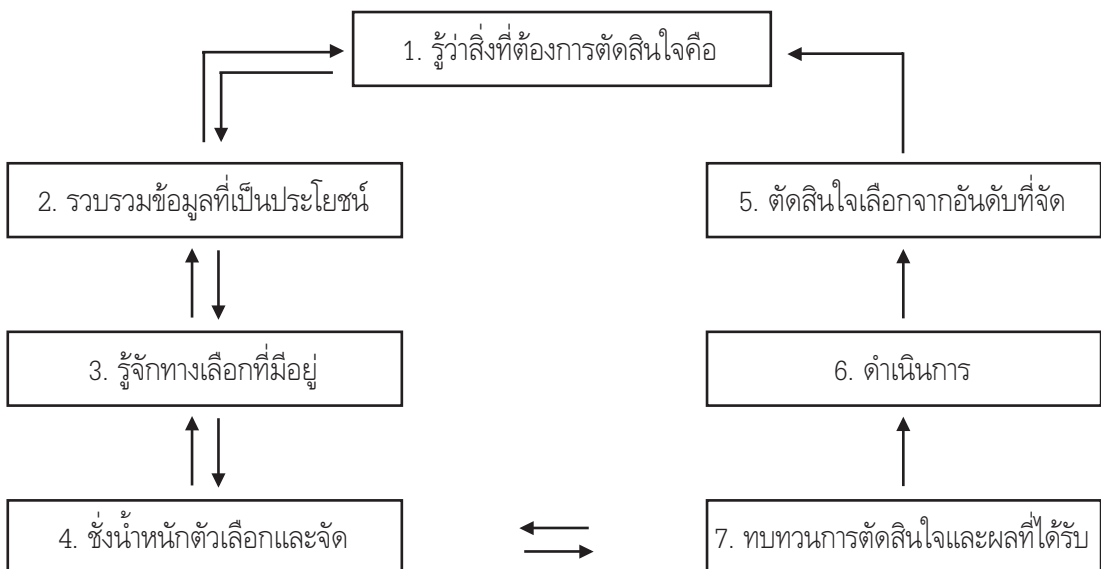 1. รู้ว่าสิ่งที่ต้องการตัดสินใจคือ
2. รวบรวมข้อมูลที่เป็นประโยชน์
5. ตัดสินใจเลือกจากอันดับที่จัด
3. รู้จักทางเลือกที่มีอยู่
6. ดำเนินการ
4. ชั่งน้ำหนักตัวเลือกและจัด
7. ทบทวนการตัดสินใจและผลที่ได้รับ